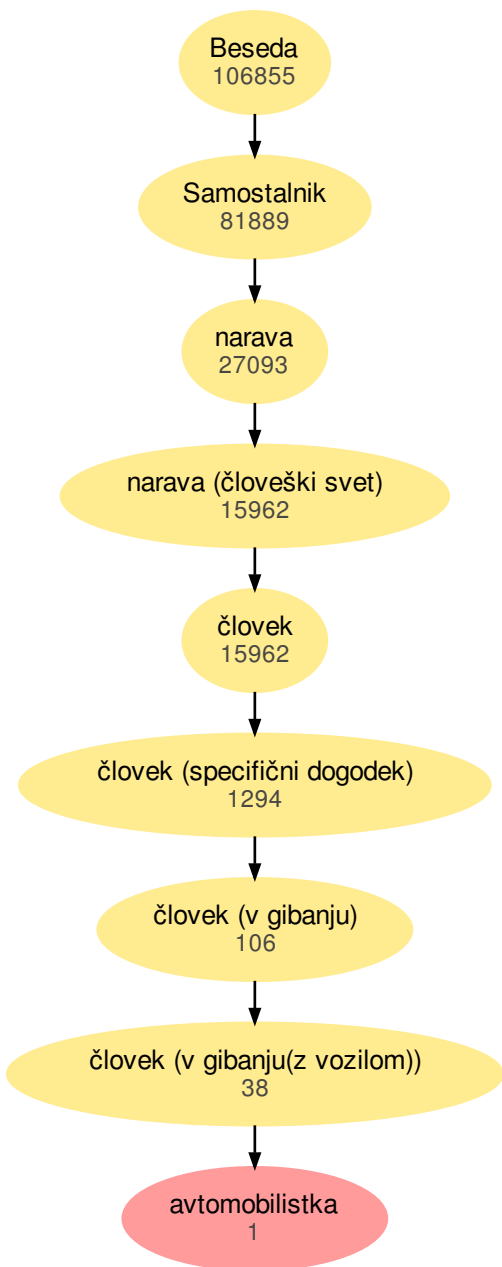 Beseda
106855
Samostalnik
81889
narava
27093
narava (človeški svet)
15962
človek
15962
človek (specifični dogodek)
1294
človek (v gibanju)
106
človek (v gibanju(z vozilom))
38
avtomobilistka
1